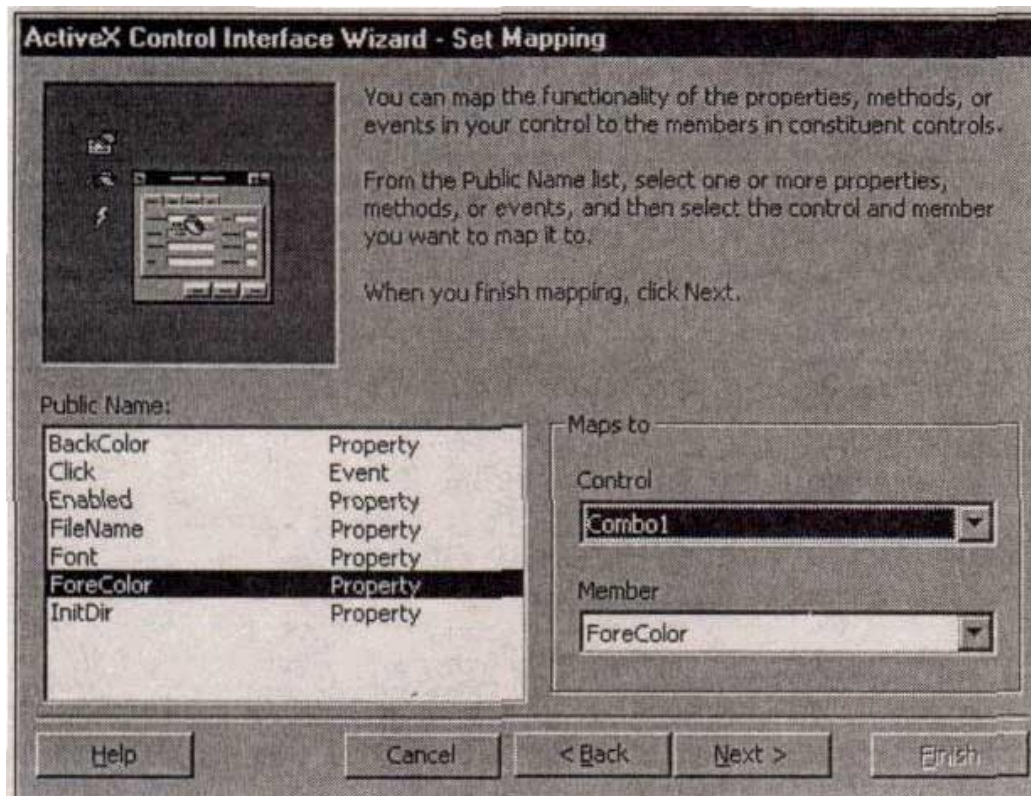 ActiveX Control Interface Wizard - Set Mapping
You can map the functionality of the properties, methods, or
events in your control to the members in constituent controls.
From the Public Name list, select one or more properties,
methods, or events, and then select the control and member
you want to map it to.
When you finish mapping, click Next.
Public Name:
BackColor Property
Click Event
Enabled Property
FileName Property
Font Property
ForeColor Property
InitDir Property
Maps to
Control
Combo1
Member
ForeColor
Help Cancel < Back Next > Finish